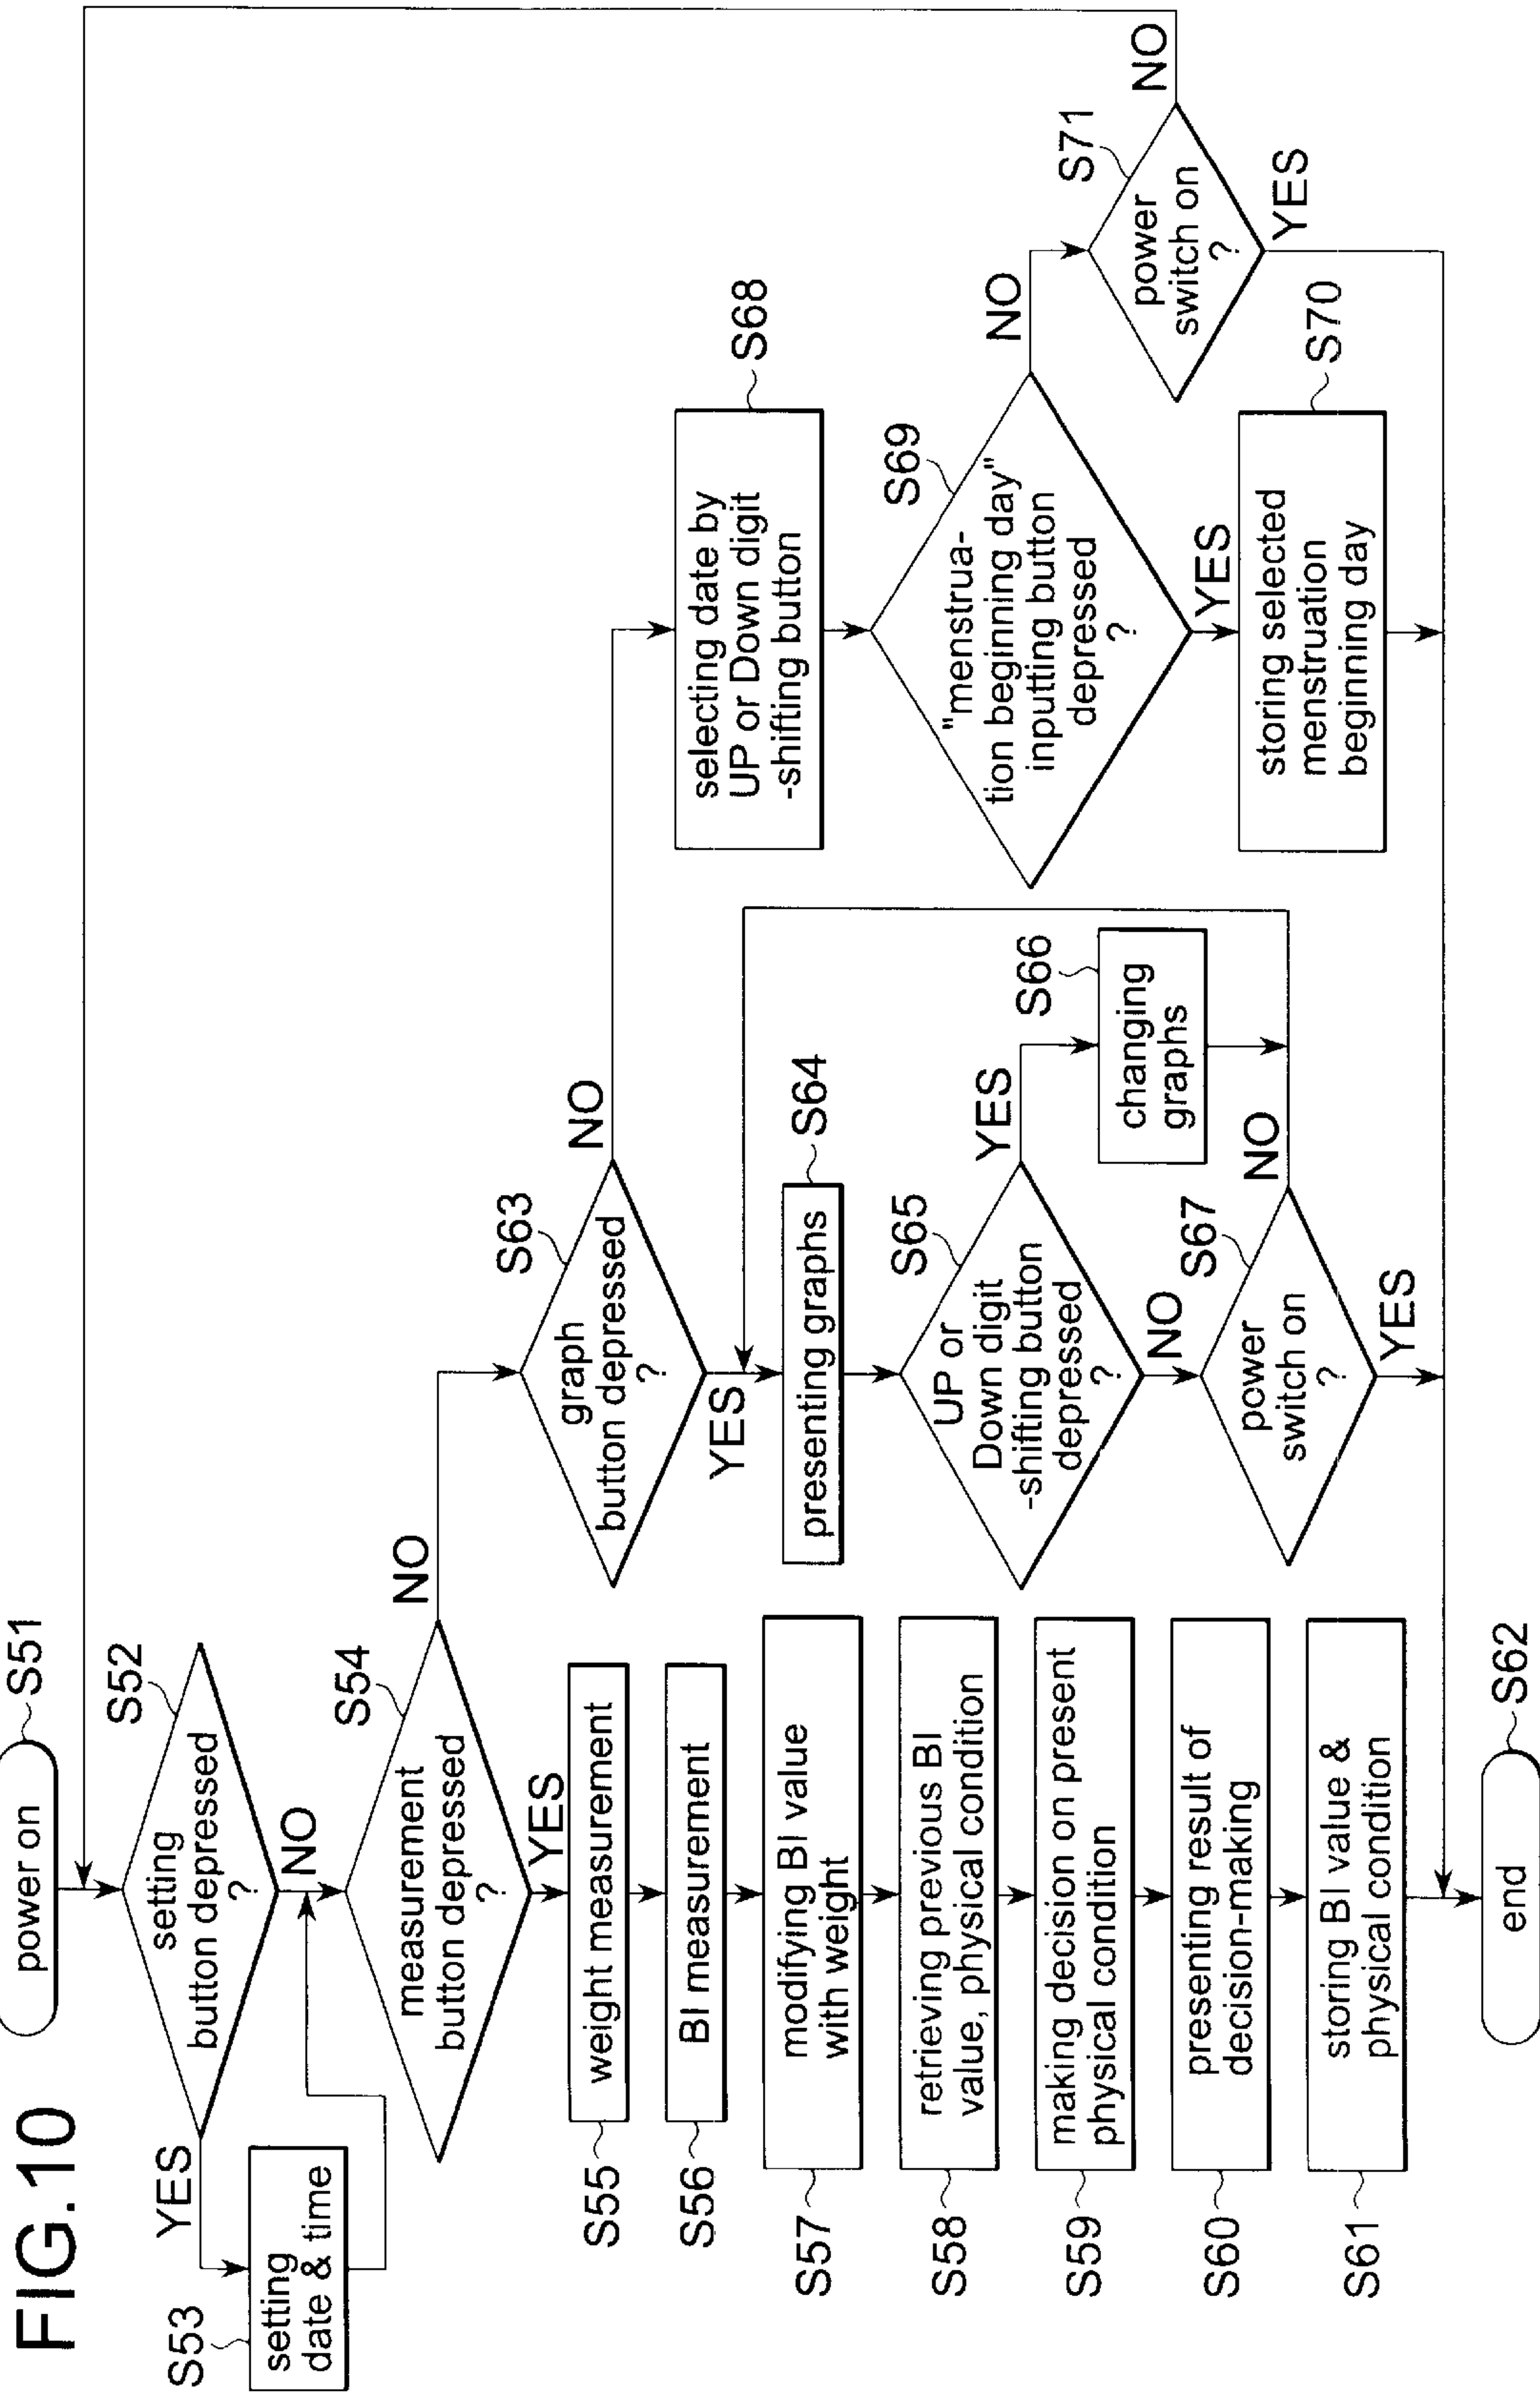 FIG.10
power on
S51
S52
setting
button depressed
?
YES
NO
S53
setting
date & time
S54
measurement
button depressed
?
NO
YES
S55
weight measurement
S56
BI measurement
S57
modifying BI value
with weight
S58
retrieving previous BI
value, physical condition
S59
making decision on present
physical condition
S60
presenting result of
decision-making
S61
storing BI value &
physical condition
end
S62
S63
graph
button depressed
?
NO
YES
S64
presenting graphs
S65
UP or
Down digit
-shifting button
depressed
?
YES
NO
S66
changing
graphs
S67
power
switch on
?
NO
YES
S68
selecting date by
UP or Down digit
-shifting button
S69
"menstrua-
tion beginning day"
inputting button
depressed
?
NO
YES
S70
storing selected
menstruation
beginning day
S71
power
switch on
?
NO
YES